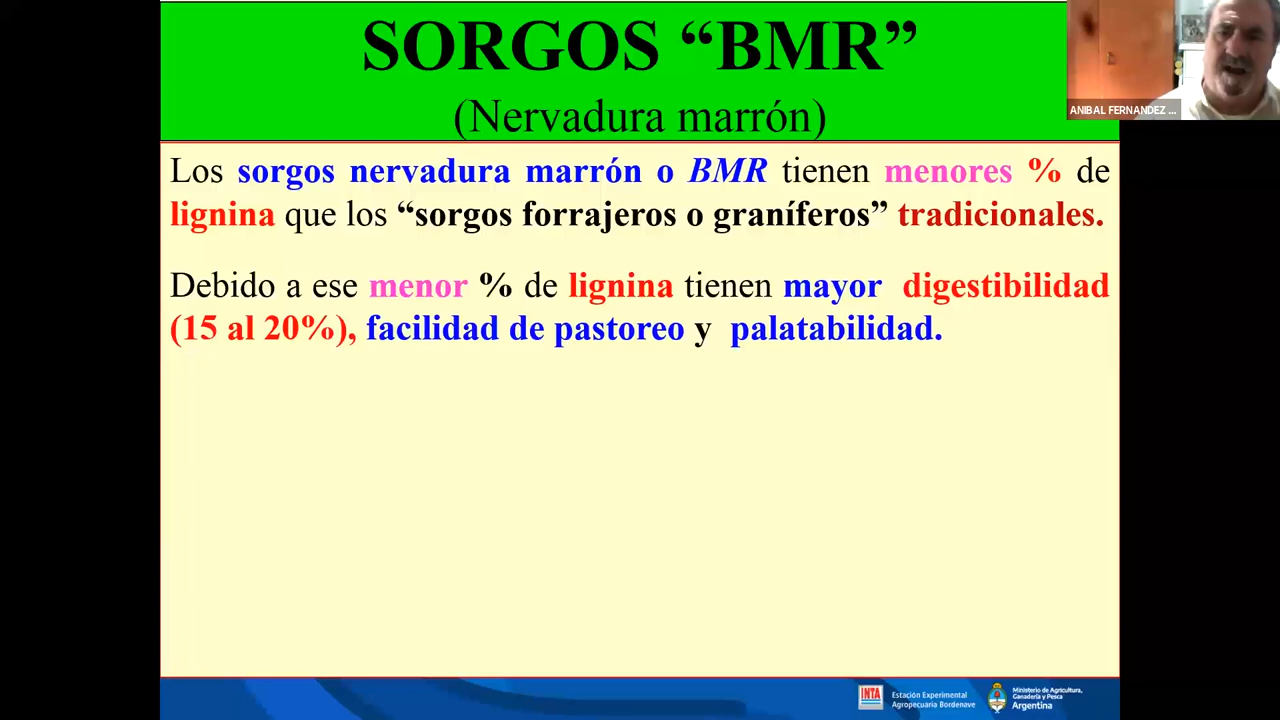 SORGOS “BMR”
(Nervadura marrón)
ANIBAL FERNANDEZ ...
Los sorgos nervadura marrón o BMR tienen menores % de
lignina que los “sorgos forrajeros o graníferos” tradicionales.
Debido a ese menor % de lignina tienen mayor digestibilidad
(15 al 20%), facilidad de pastoreo y palatabilidad.
INTA
Estación Experimental
Agropecuaria Bordenave
Ministerio de Agricultura,
Ganadería y Pesca
Argentina